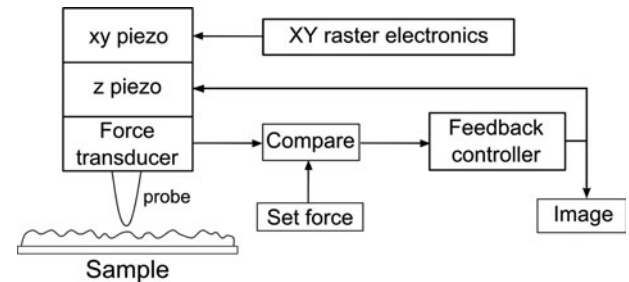 xy piezo
XY raster electronics
z piezo
Force
transducer
Compare
Feedback
controller
probe
Set force
Image
Sample